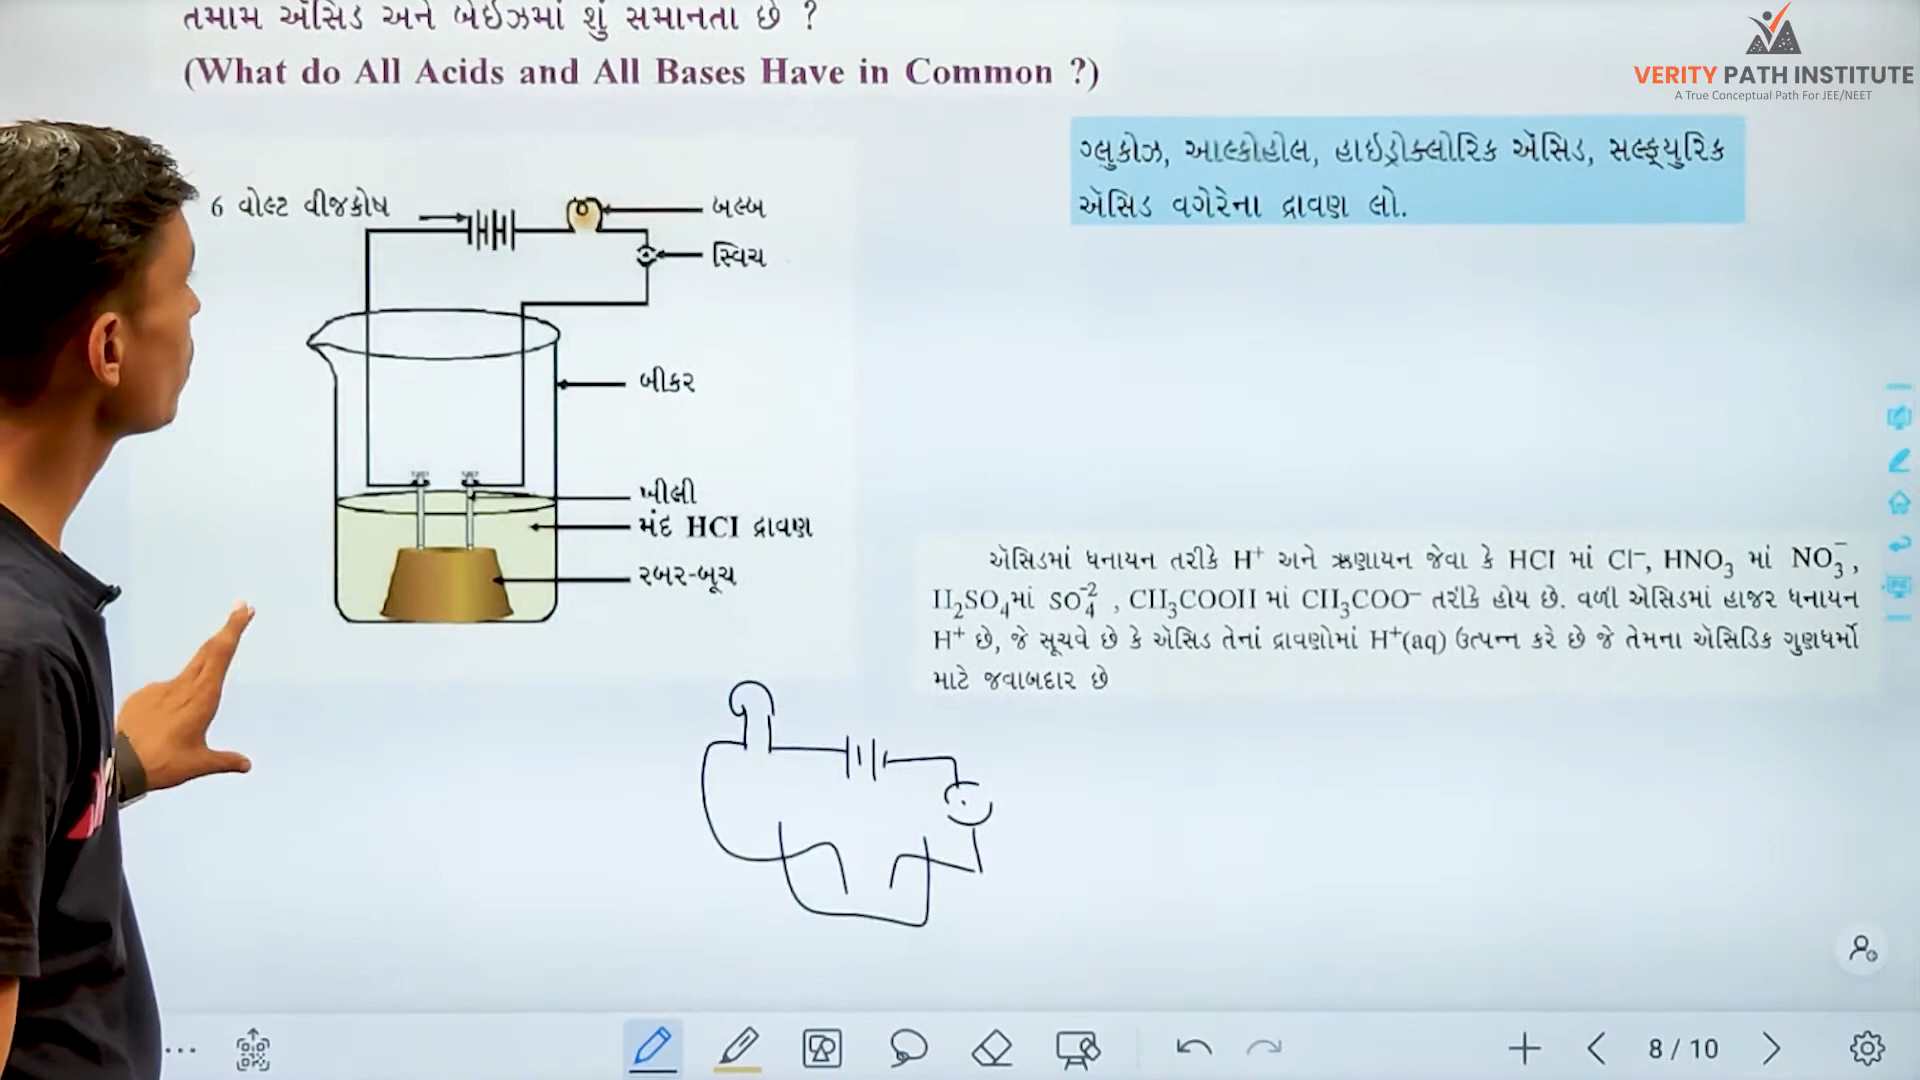 તમામ ઍસિડ અને બેઇઝમાં શું સમાનતા છે ?
(What do All Acids and All Bases Have in Common ?)
VERITY PATH INSTITUTE
A True Conceptual Path For JEE/NEET
ગ્લુકોઝ, આલ્કોહોલ, હાઇડ્રોક્લોરિક ઍસિડ, સલ્ફ્યુરિક
ઍસિડ વગેરેના દ્રાવણ લો.
6 વોલ્ટ વીજકોષ
બલ્બ
સ્વિચ
બીકર
ખીલી
મંદ HCl દ્રાવણ
રબર-બૂચ
ઍસિડમાં ધનાયન તરીકે H⁺ અને ઋણાયન જેવા કે HCl માં Cl⁻, HNO₃ માં NO₃⁻,
H₂SO₄માં SO₄⁻², CH₃COOH માં CH₃COO⁻ તરીકે હોય છે. વળી ઍસિડમાં હાજર ધનાયન
H⁺ છે, જે સૂચવે છે કે ઍસિડ તેનાં દ્રાવણોમાં H⁺(aq) ઉત્પન્ન કરે છે જે તેમના ઍસિડિક ગુણધર્મો
માટે જવાબદાર છે
8 / 10